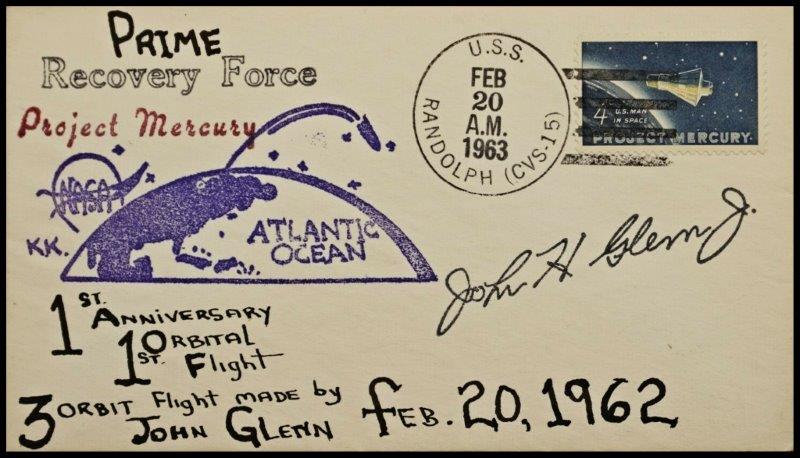 PRIME
Recovery Force
Project Mercury
NASA
KK.
ATLANTIC
OCEAN
U.S.S. RANDOLPH (CVS-15)
FEB
20
A.M.
1963
4
U.S. MAN
IN SPACE
PROJECT MERCURY
John H Glenn Jr.
1ST. ANNIVERSARY
1ST. ORBITAL
Flight
3 ORBIT Flight MADE by
JOHN GLENN FEB. 20, 1962